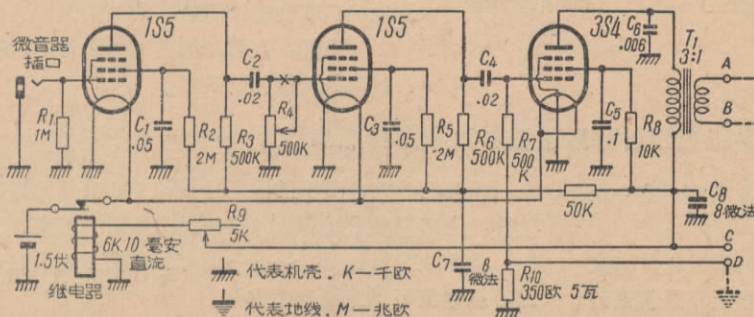 1S5
1S5
3S4
微音器
插口
R1
1M
C1
.05
R2
2M
C2
.02
R3
500K
R4
500K
C3
.05
R5
2M
C4
.02
R6
500K
R7
500
K
C5
.1
R8
10K
C6
.006
T1
3:1
A
B
50K
C8
8微法
C
D
1.5伏
6K.10毫安
直流
继电器
R9
5K
C7
8
微法
R10
350欧 5瓦
代表机壳. K—千欧
代表地线. M—兆欧